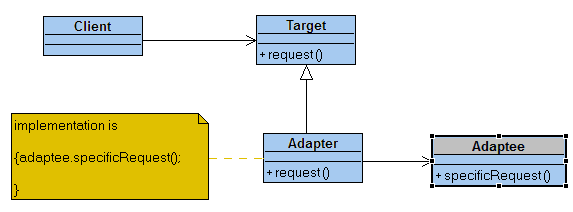 Client
Target
+ request()
implementation is
{adaptee.specificRequest();
}
Adapter
+ request()
Adaptee
+ specificRequest()